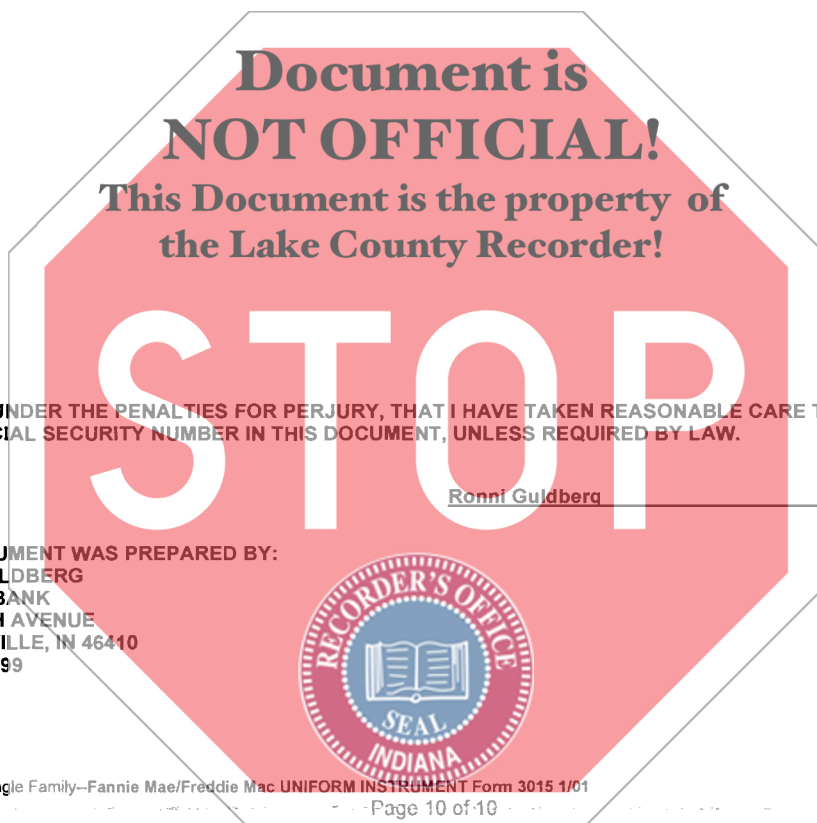 Document is
NOT OFFICIAL!
This Document is the property of
the Lake County Recorder!
STOP
UNDER THE PENALTIES FOR PERJURY, THAT I HAVE TAKEN REASONABLE CARE T
CIAL SECURITY NUMBER IN THIS DOCUMENT, UNLESS REQUIRED BY LAW.
Ronni Guldberg
UMENT WAS PREPARED BY:
LDBERG
BANK
H AVENUE
ILLE, IN 46410
99
RECORDER'S OFFICE
SEAL
INDIANA
gle Family--Fannie Mae/Freddie Mac UNIFORM INSTRUMENT Form 3015 1/01
Page 10 of 10